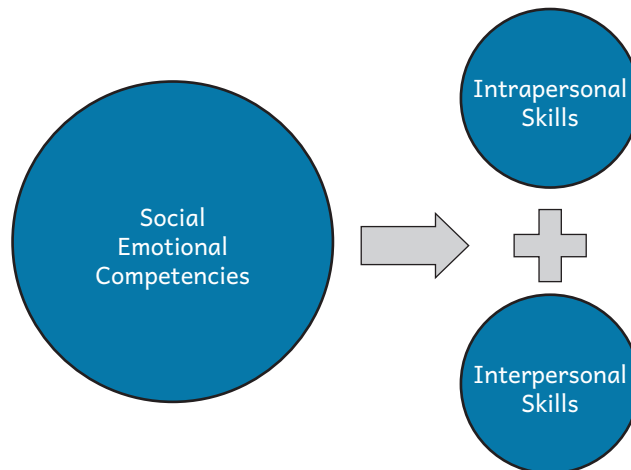 Social
Emotional
Competencies
Intrapersonal
Skills
Interpersonal
Skills